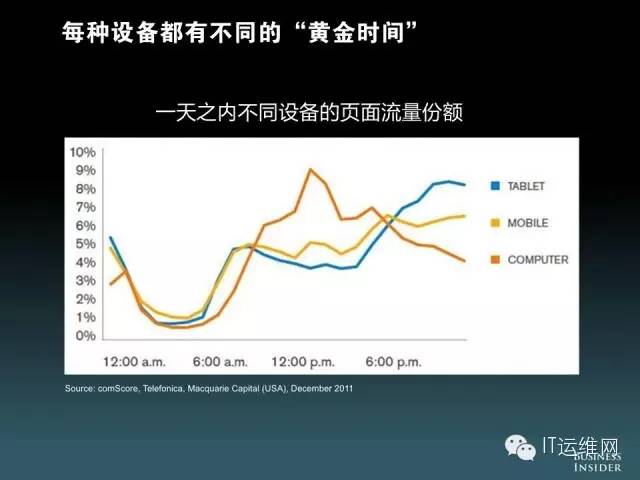 每种设备都有不同的“黄金时间”
一天之内不同设备的页面流量份额
10%
9%
8%
7%
6%
5%
4%
3%
2%
1%
0%
12:00 a.m.
6:00 a.m.
12:00 p.m.
6:00 p.m.
TABLET
MOBILE
COMPUTER
Source: comScore, Telefonica, Macquarie Capital (USA), December 2011
IT运维网
BUSINESS
INSIDER